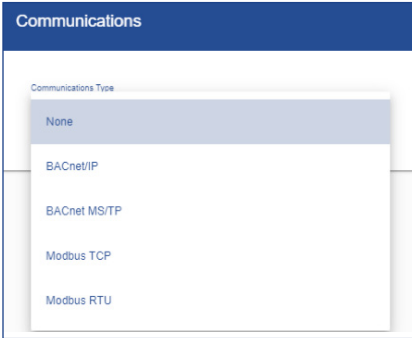 Communications
Communications Type
None
BACnet/IP
BACnet MS/TP
Modbus TCP
Modbus RTU